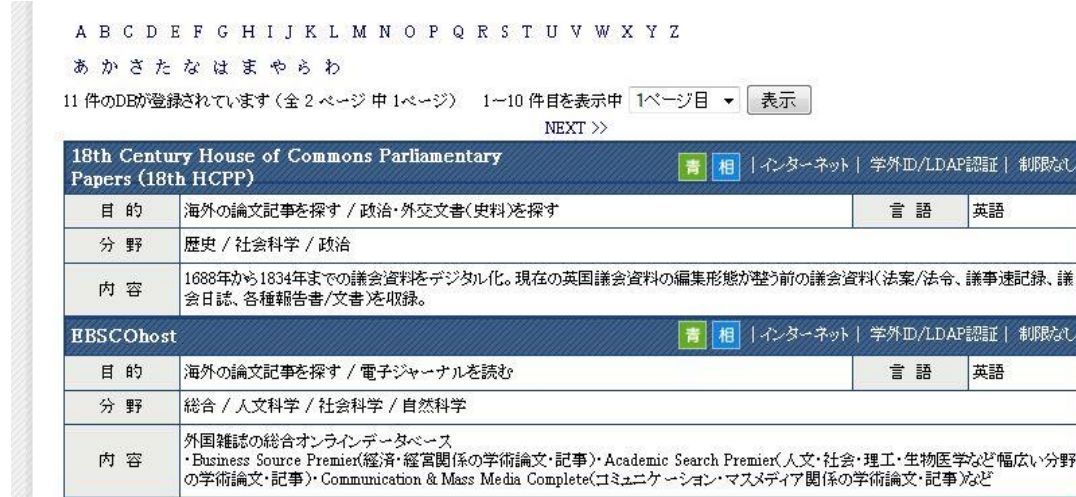 A B C D E F G H I J K L M N O P Q R S T U V W X Y Z
あ か さ た な は ま や ら わ
11 件のDBが登録されています（全 2 ページ 中 1ページ） 1～10 件目を表示中 1ページ目 表示
NEXT >>
18th Century House of Commons Parliamentary
Papers (18th HCPP)
青 相 | インターネット | 学外ID/LDAP認証 | 制限なし
目 的 海外の論文記事を探す / 政治・外交文書(史料)を探す 言 語 英語
分 野 歴史 / 社会科学 / 政治
内 容 1688年から1834年までの議会資料をデジタル化。現在の英国議会資料の編集形態が整う前の議会資料(法案/法令、議事速記録、議
会日誌、各種報告書/文書)を収録。
EBSCOhost 青 相 | インターネット | 学外ID/LDAP認証 | 制限なし
目 的 海外の論文記事を探す / 電子ジャーナルを読む 言 語 英語
分 野 総合 / 人文科学 / 社会科学 / 自然科学
内 容 外国雑誌の総合オンラインデータベース
・Business Source Premier(経済・経営関係の学術論文・記事)・Academic Search Premier(人文・社会・理工・生物医学など幅広い分野
の学術論文・記事)・Communication & Mass Media Complete(コミュニケーション・マスメディア関係の学術論文・記事)など